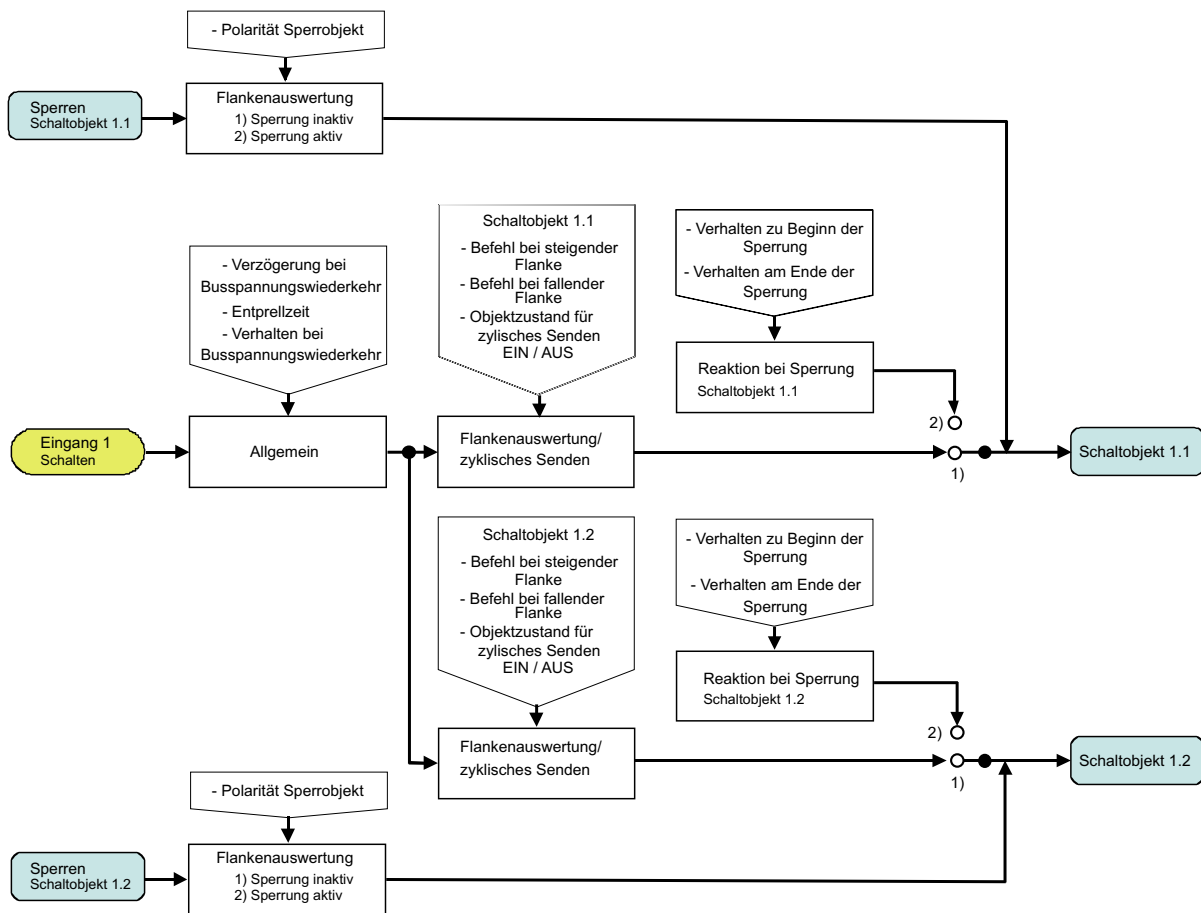 - Polarität Sperrobjekt
Sperren
Schaltobjekt 1.1
Flankenauswertung
1) Sperrung inaktiv
2) Sperrung aktiv
- Verzögerung bei
Busspannungswiederkehr
- Entprellzeit
- Verhalten bei
Busspannungswiederkehr
Schaltobjekt 1.1
- Befehl bei steigender
Flanke
- Befehl bei fallender
Flanke
- Objektzustand für
zylisches Senden
EIN / AUS
- Verhalten zu Beginn der
Sperrung
- Verhalten am Ende der
Sperrung
Reaktion bei Sperrung
Schaltobjekt 1.1
Eingang 1
Schalten
Allgemein
Flankenauswertung/
zyklisches Senden
2)
1)
Schaltobjekt 1.1
Schaltobjekt 1.2
- Befehl bei steigender
Flanke
- Befehl bei fallender
Flanke
- Objektzustand für
zylisches Senden
EIN / AUS
- Verhalten zu Beginn der
Sperrung
- Verhalten am Ende der
Sperrung
Reaktion bei Sperrung
Schaltobjekt 1.2
Flankenauswertung/
zyklisches Senden
2)
1)
Schaltobjekt 1.2
- Polarität Sperrobjekt
Sperren
Schaltobjekt 1.2
Flankenauswertung
1) Sperrung inaktiv
2) Sperrung aktiv